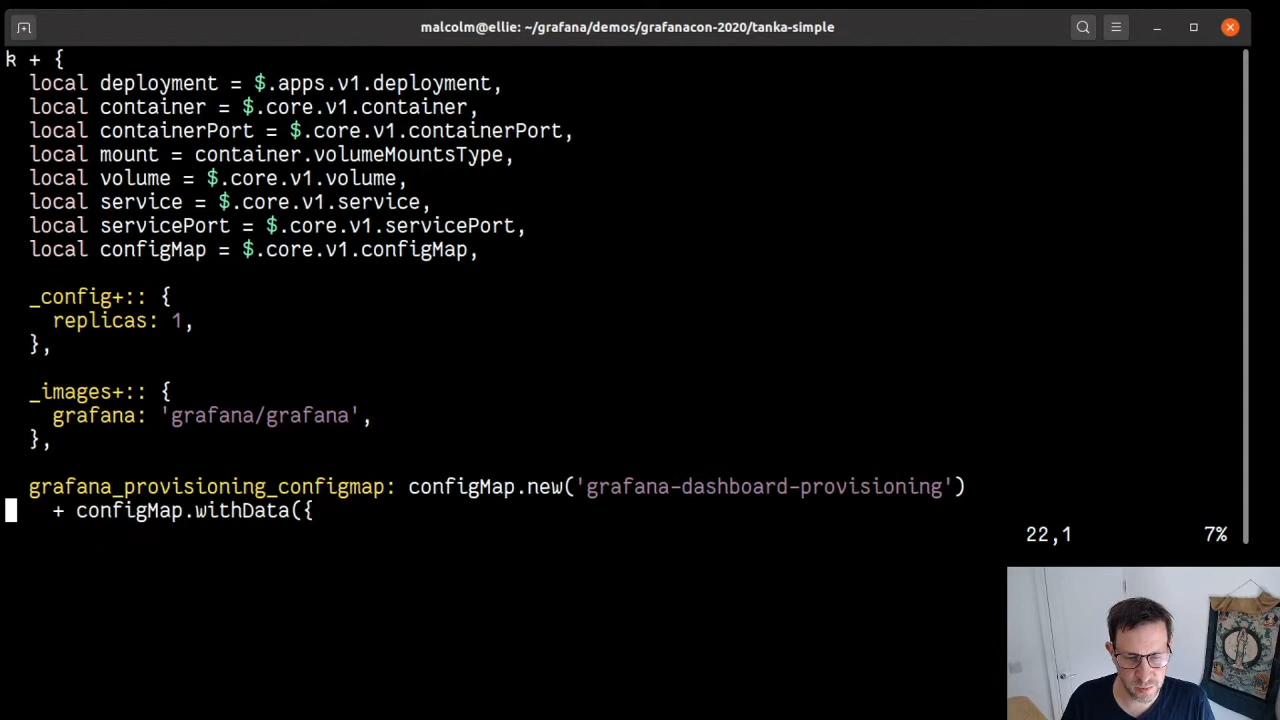 malcolm@ellie: ~/grafana/demos/grafanacon-2020/tanka-simple
k + {
local deployment = $.apps.v1.deployment,
local container = $.core.v1.container,
local containerPort = $.core.v1.containerPort,
local mount = container.volumeMountsType,
local volume = $.core.v1.volume,
local service = $.core.v1.service,
local servicePort = $.core.v1.servicePort,
local configMap = $.core.v1.configMap,
_config+:: {
replicas: 1,
},
_images+:: {
grafana: 'grafana/grafana',
},
grafana_provisioning_configmap: configMap.new('grafana-dashboard-provisioning')
+ configMap.withData({
22,1 7%